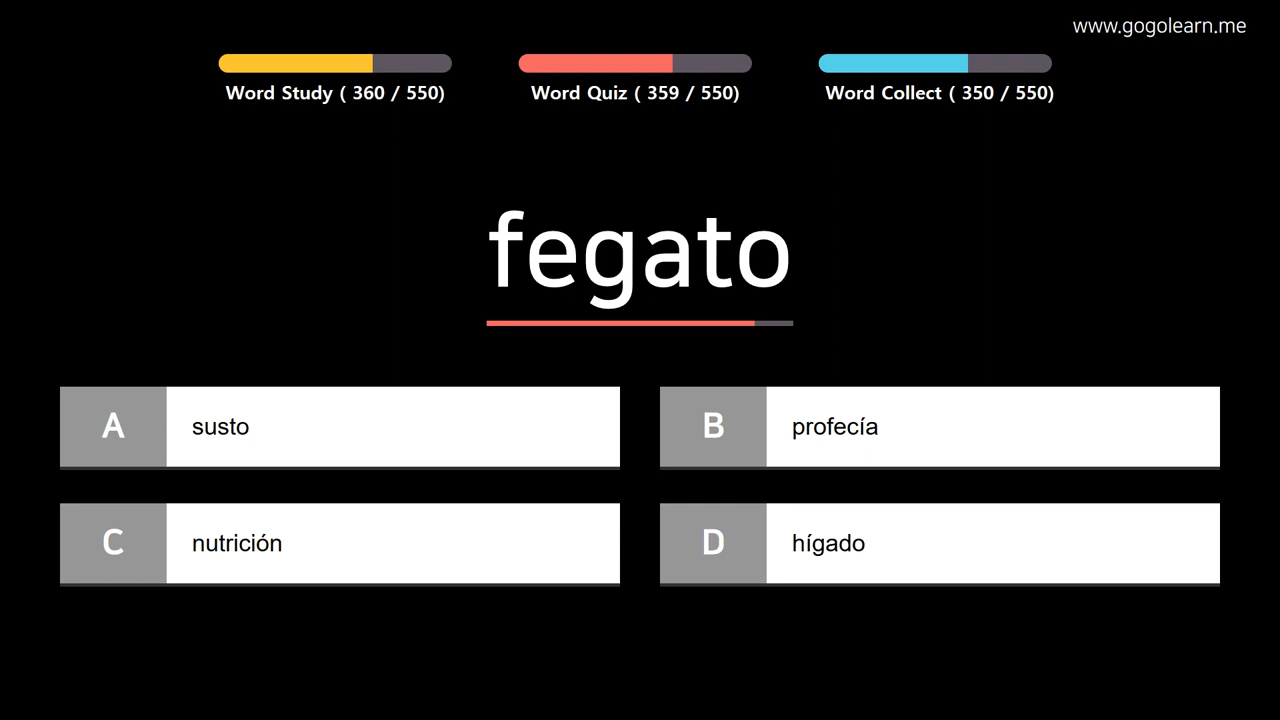 www.gogolearn.me
Word Study ( 360 / 550)
Word Quiz ( 359 / 550)
Word Collect ( 350 / 550)
fegato
A susto
B profecía
C nutrición
D hígado